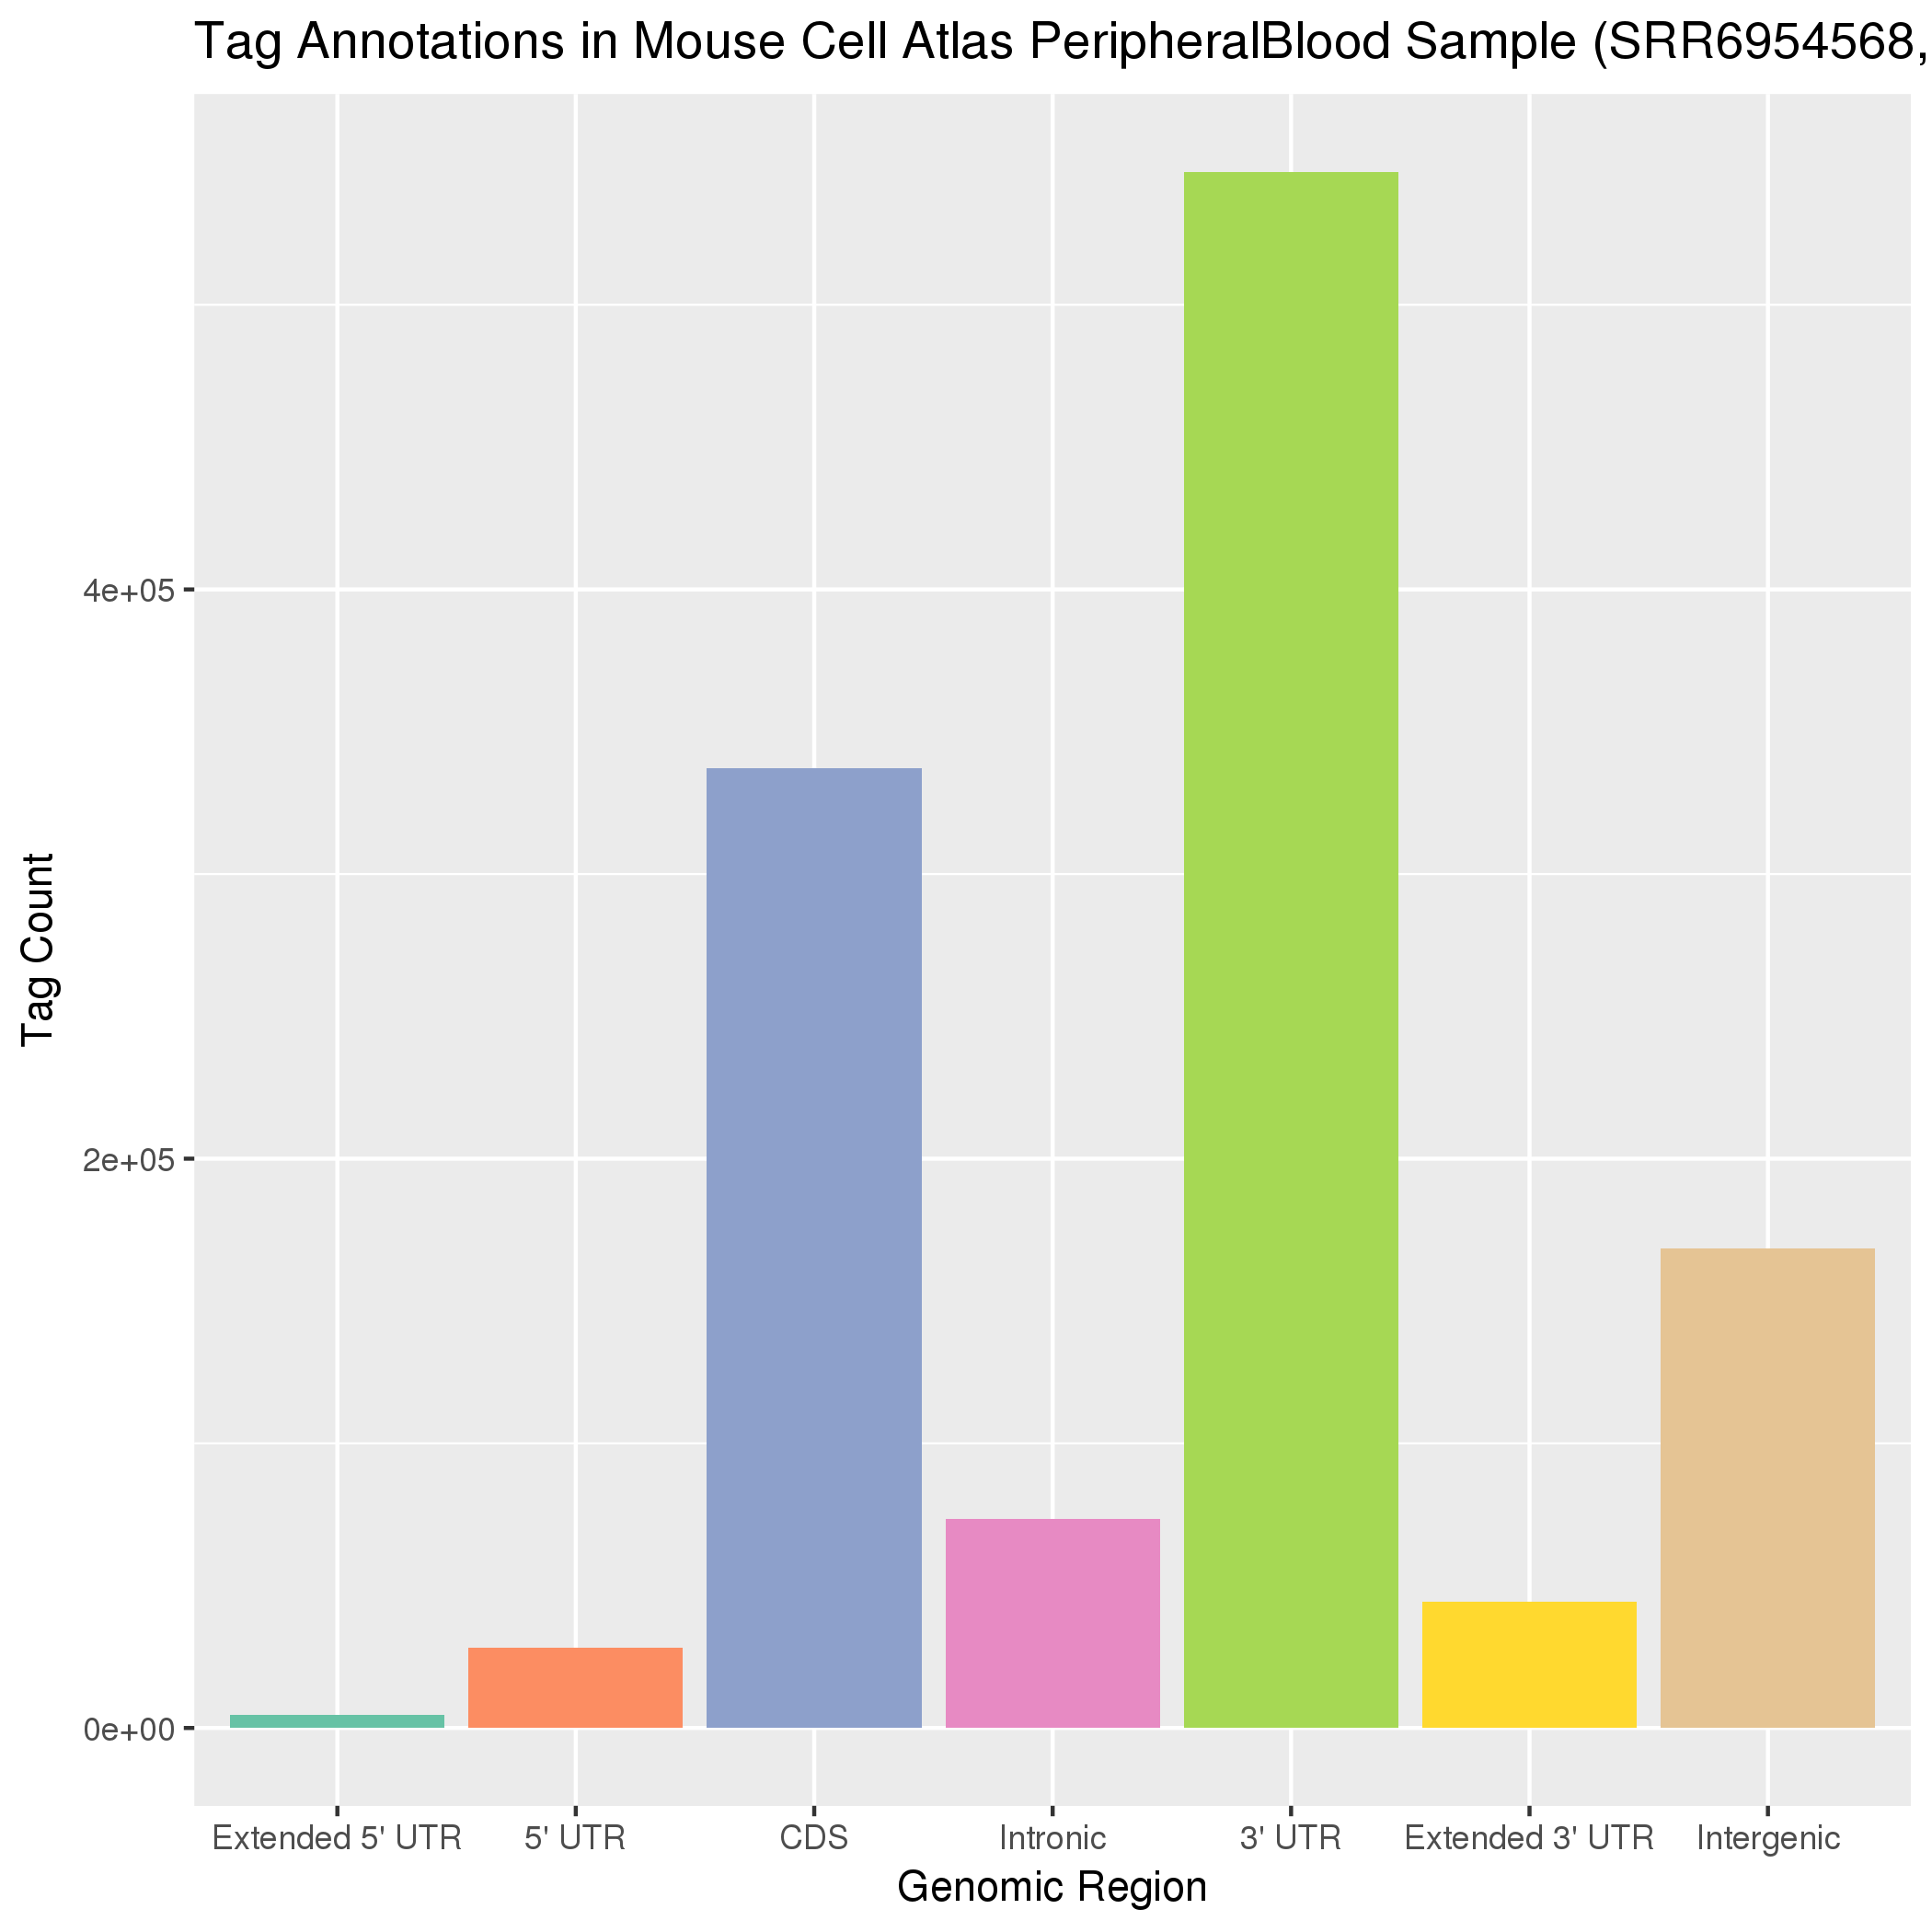 Tag Annotations in Mouse Cell Atlas PeripheralBlood Sample (SRR6954568,
4e+05
2e+05
0e+00
Tag Count
Extended 5' UTR 5' UTR CDS Intronic 3' UTR Extended 3' UTR Intergenic
Genomic Region